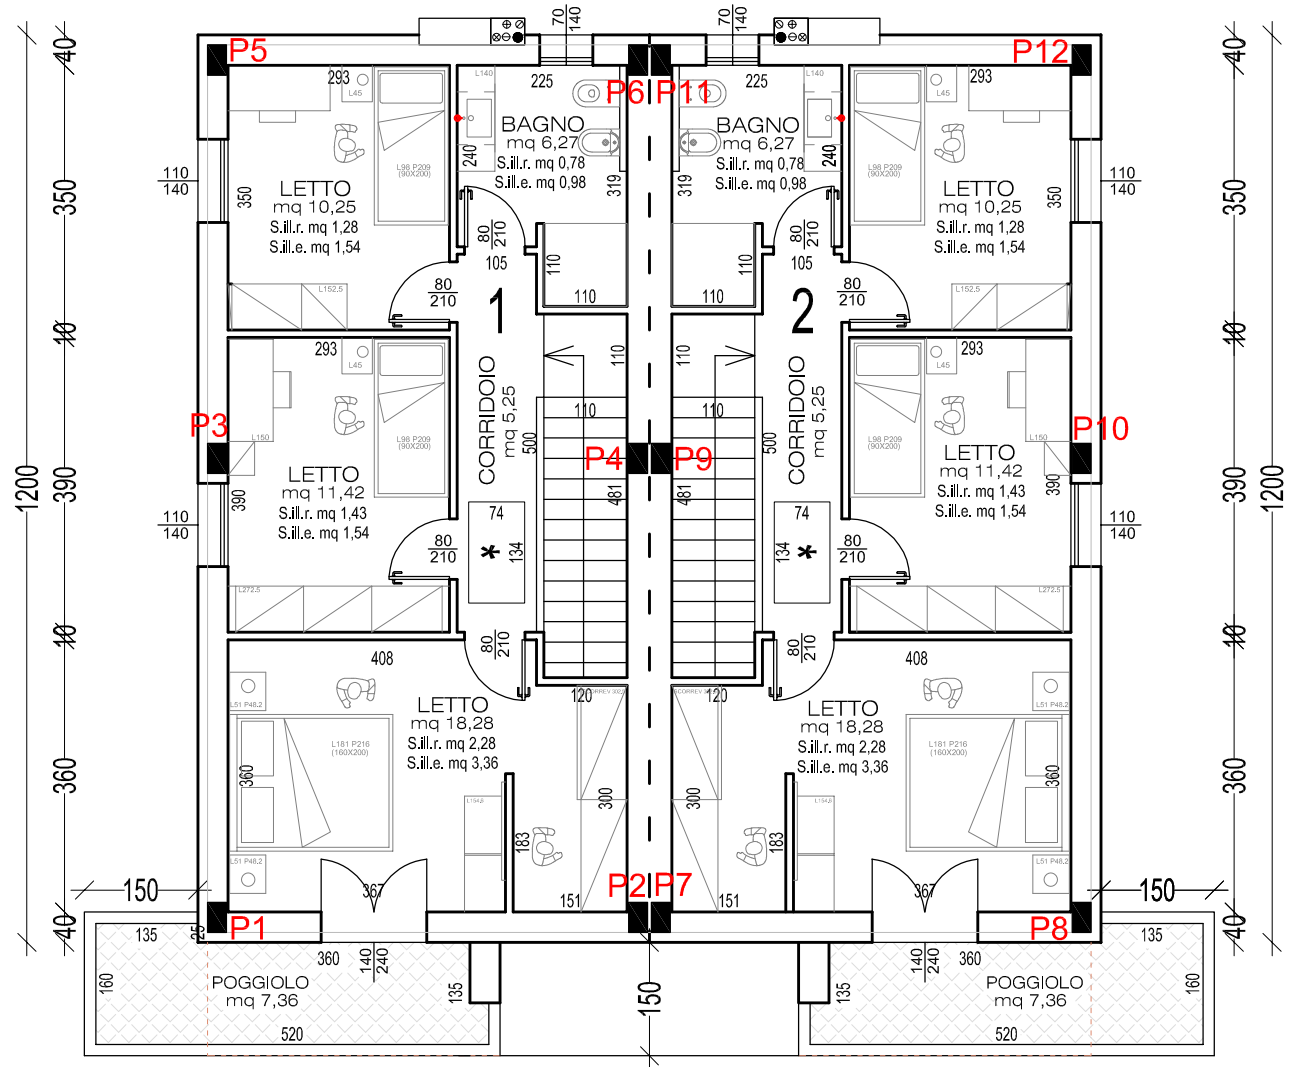 70
140
70
140
40
P5
P6
P11
P12
40
293
L45
225
L140
225
L140
293
L45
BAGNO
mq 6,27
S.ill.r. mq 0,78
S.ill.e. mq 0,98
240
319
BAGNO
mq 6,27
S.ill.r. mq 0,78
S.ill.e. mq 0,98
319
240
L98 P209
(90X200)
L98 P209
(90X200)
110
140
110
140
350
350
LETTO
mq 10,25
S.ill.r. mq 1,28
S.ill.e. mq 1,54
LETTO
mq 10,25
S.ill.r. mq 1,28
S.ill.e. mq 1,54
350
350
80
210
105
80
210
105
110
110
110
110
80
210
80
210
L152.5
L152.5
1
2
10
10
293
L45
293
L45
110
110
110
110
CORRIDOIO
mq 5,25
CORRIDOIO
mq 5,25
P3
P4
P9
P10
L150
L150
L98 P209
(90X200)
L98 P209
(90X200)
500
500
481
481
LETTO
mq 11,42
S.ill.r. mq 1,43
S.ill.e. mq 1,54
LETTO
mq 11,42
S.ill.r. mq 1,43
S.ill.e. mq 1,54
390
390
390
390
1200
1200
110
140
110
140
74
134
*
74
134
*
80
210
80
210
L272.5
L272.5
10
10
80
210
80
210
408
408
120
120
L51 P48.2
L51 P48.2
LETTO
mq 18,28
S.ill.r. mq 2,28
S.ill.e. mq 3,36
LETTO
mq 18,28
S.ill.r. mq 2,28
S.ill.e. mq 3,36
L181 P216
(160X200)
L181 P216
(160X200)
360
360
360
360
L154,5
L154,5
300
300
183
183
L51 P48.2
L51 P48.2
150
367
151
P2
P7
151
367
150
40
P1
P8
40
135
25
360
140
240
140
240
360
135
160
POGGIOLO
mq 7,36
135
150
135
POGGIOLO
mq 7,36
160
520
520